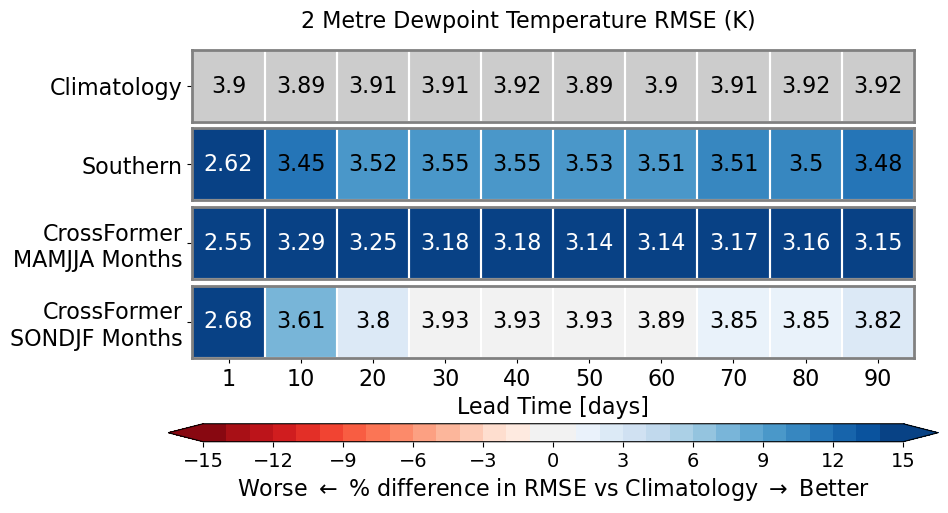 2 Metre Dewpoint Temperature RMSE (K)
Climatology 3.9 3.89 3.91 3.91 3.92 3.89 3.9 3.91 3.92 3.92
Southern 2.62 3.45 3.52 3.55 3.55 3.53 3.51 3.51 3.5 3.48
CrossFormer
MAMJJA Months 2.55 3.29 3.25 3.18 3.18 3.14 3.14 3.17 3.16 3.15
CrossFormer
SONDJF Months 2.68 3.61 3.8 3.93 3.93 3.93 3.89 3.85 3.85 3.82
1 10 20 30 40 50 60 70 80 90
Lead Time [days]
−15 −12 −9 −6 −3 0 3 6 9 12 15
Worse ← % difference in RMSE vs Climatology → Better